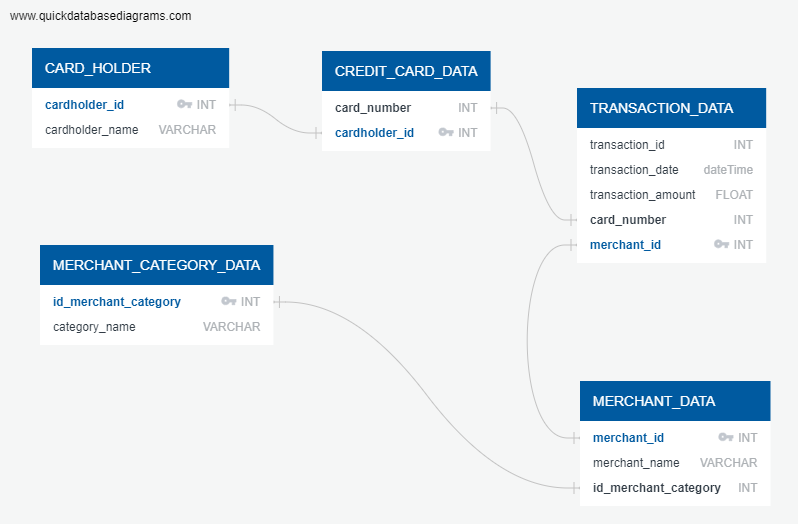 www.quickdatabasediagrams.com
CARD_HOLDER
cardholder_id INT
cardholder_name VARCHAR
CREDIT_CARD_DATA
card_number INT
cardholder_id INT
TRANSACTION_DATA
transaction_id INT
transaction_date dateTime
transaction_amount FLOAT
card_number INT
merchant_id INT
MERCHANT_CATEGORY_DATA
id_merchant_category INT
category_name VARCHAR
MERCHANT_DATA
merchant_id INT
merchant_name VARCHAR
id_merchant_category INT